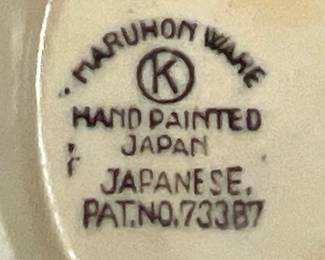 MARUHON WARE
K
HAND PAINTED
JAPAN
JAPANESE.
PAT.NO.73387